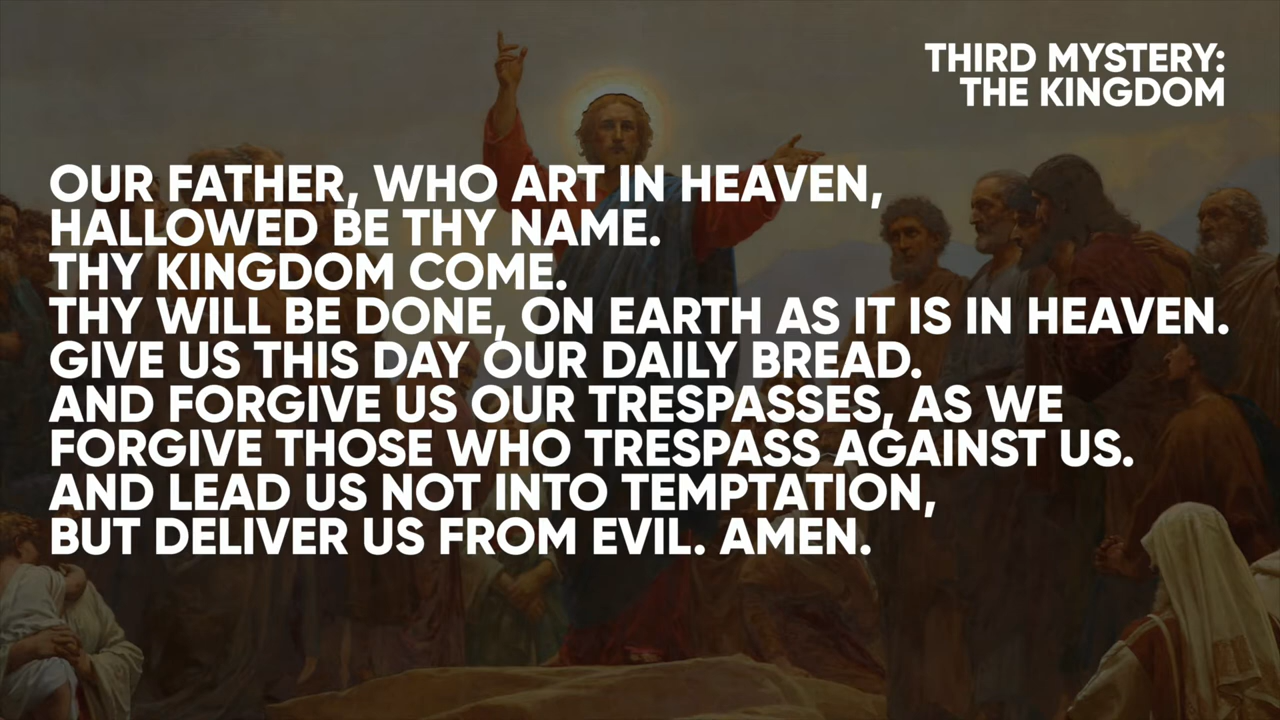 THIRD MYSTERY:
THE KINGDOM
OUR FATHER, WHO ART IN HEAVEN,
HALLOWED BE THY NAME.
THY KINGDOM COME.
THY WILL BE DONE, ON EARTH AS IT IS IN HEAVEN.
GIVE US THIS DAY OUR DAILY BREAD.
AND FORGIVE US OUR TRESPASSES, AS WE
FORGIVE THOSE WHO TRESPASS AGAINST US.
AND LEAD US NOT INTO TEMPTATION,
BUT DELIVER US FROM EVIL. AMEN.